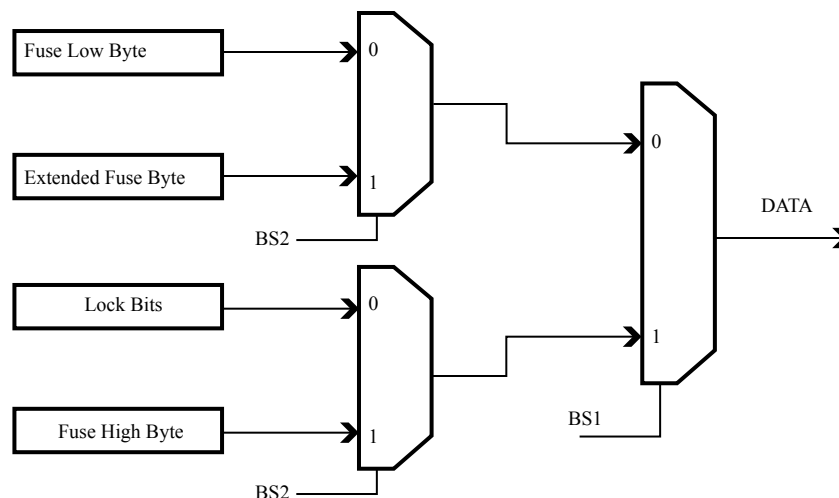 Fuse Low Byte
0
Extended Fuse Byte
1
BS2
0
1
DATA
BS1
Lock Bits
0
Fuse High Byte
1
BS2